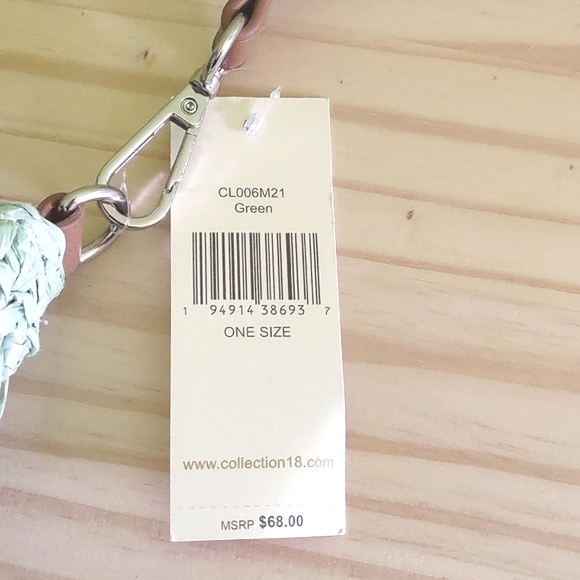 CL006M21
Green
1 94914 38693 7
ONE SIZE
www.collection18.com
MSRP $68.00